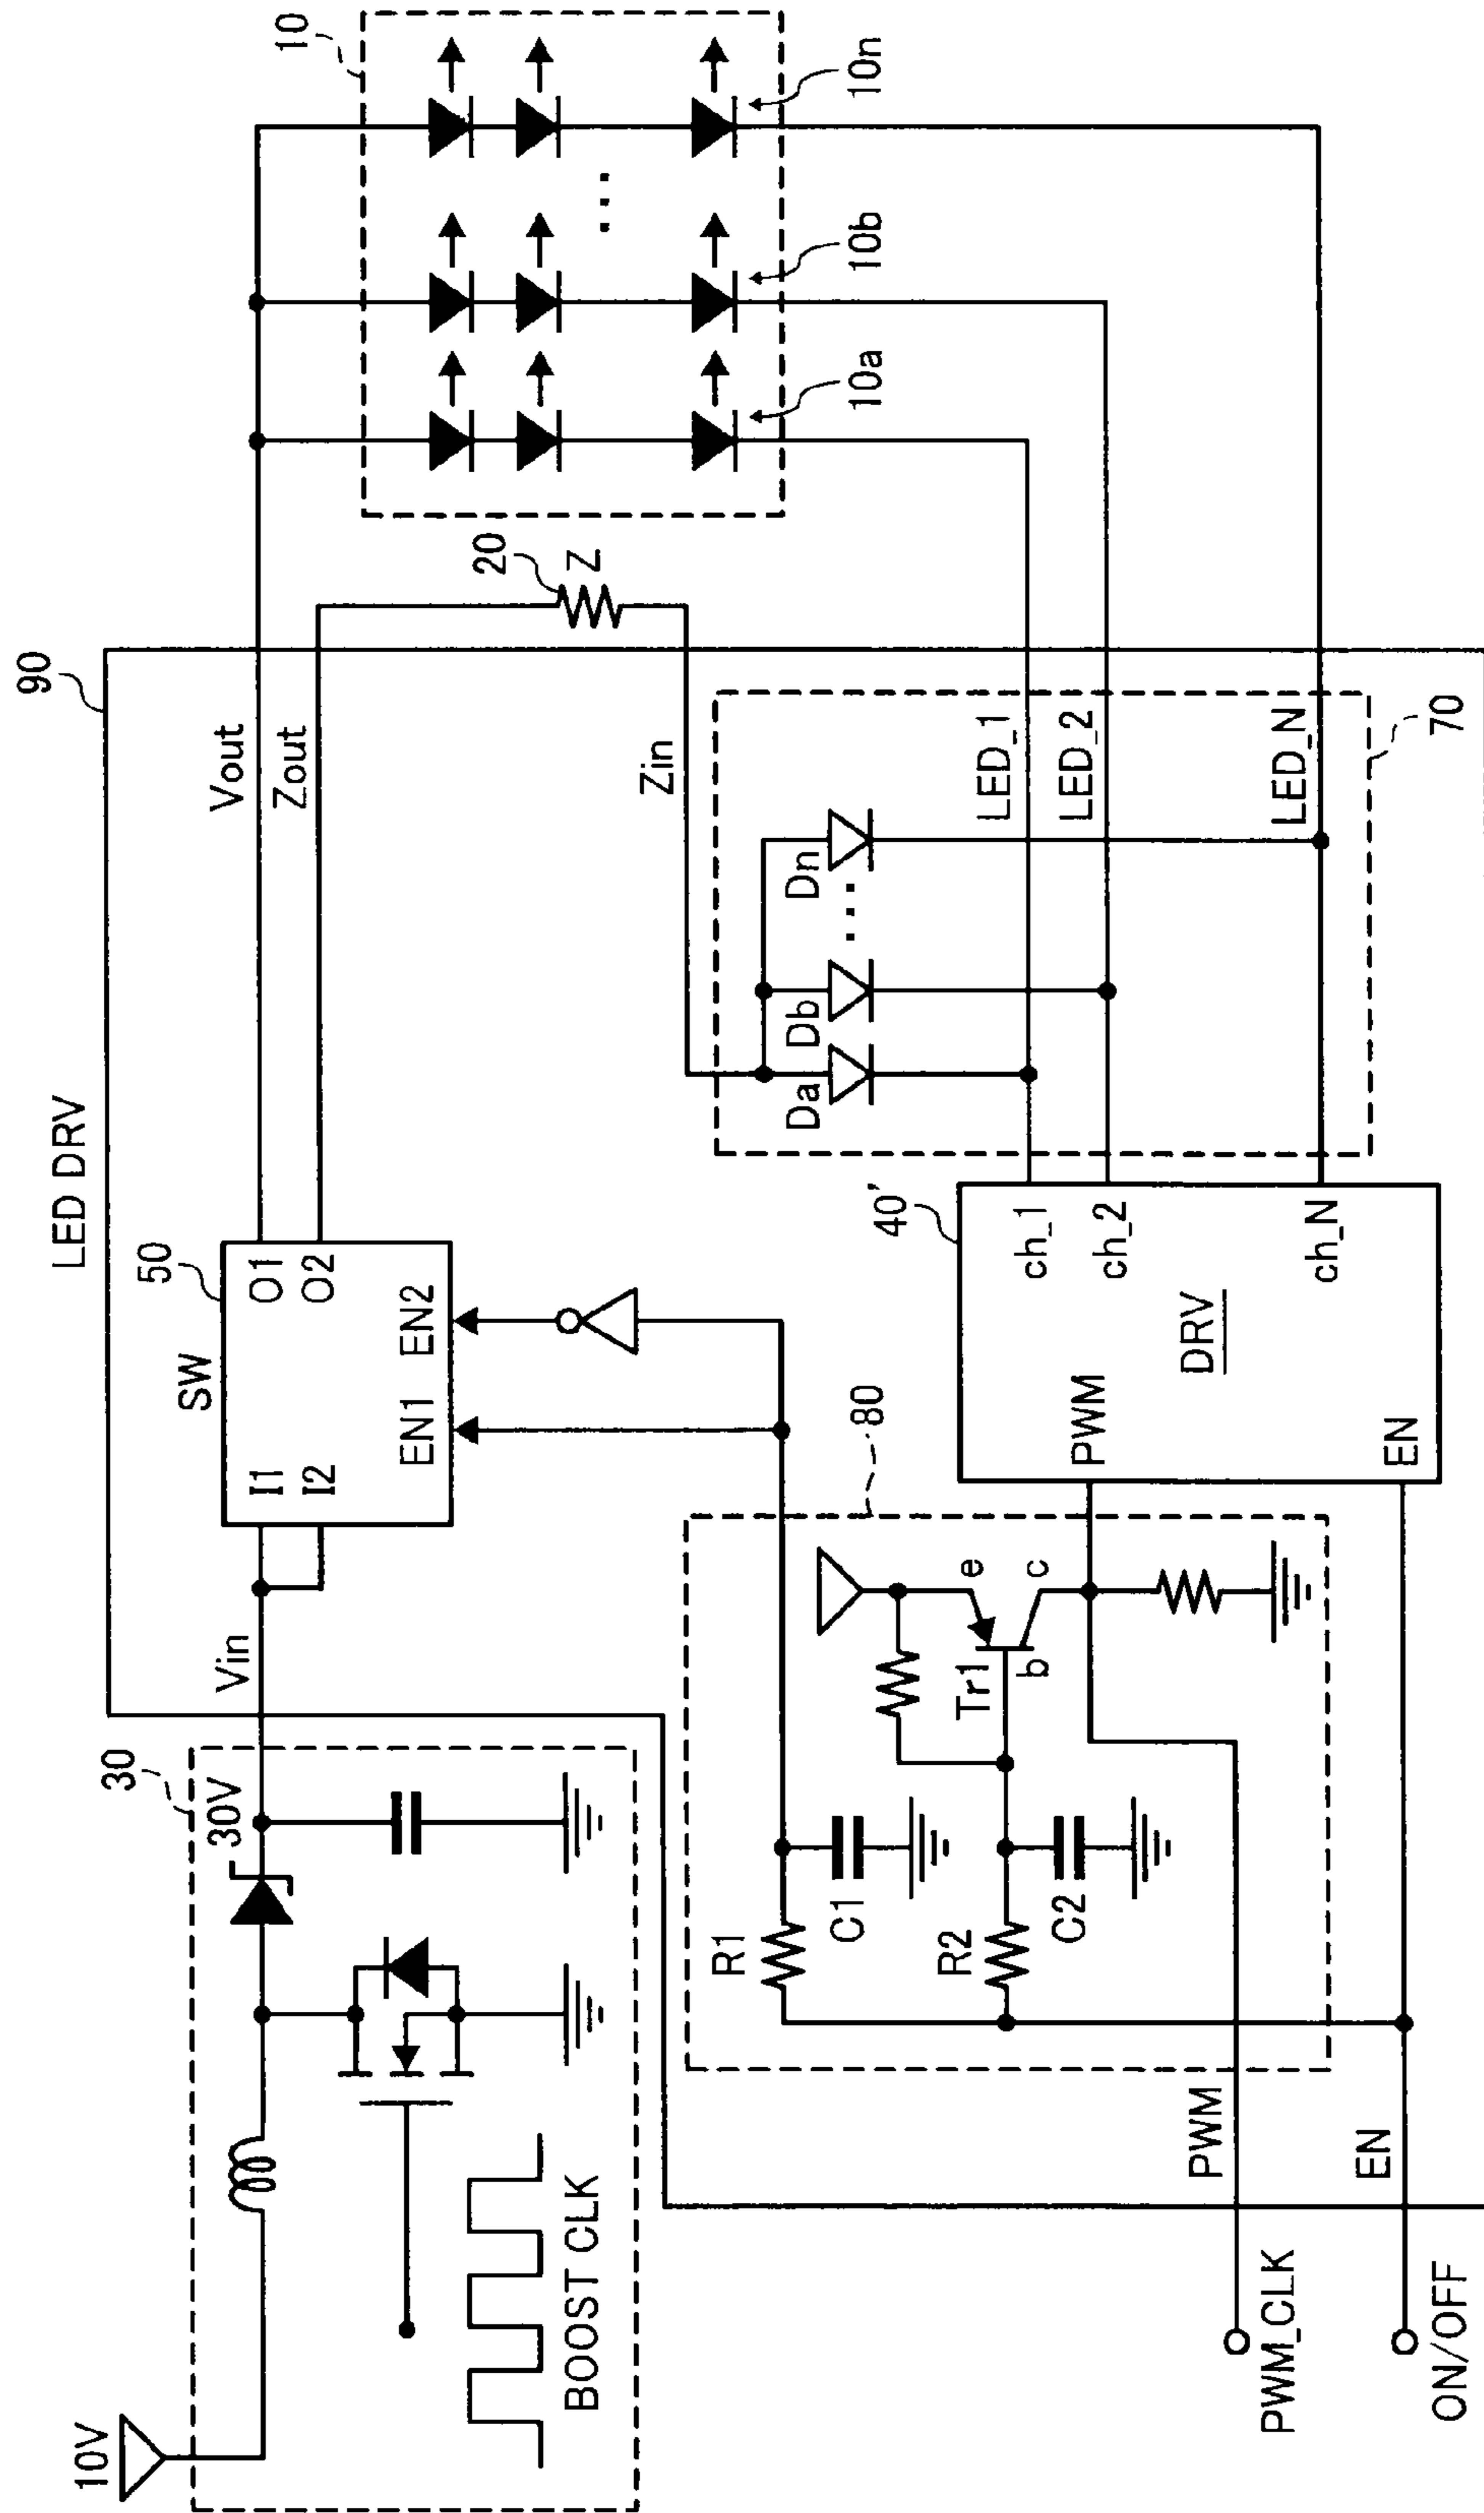 10V
30
30V
BOOST CLK
Vin
LED DRV
90
50
SW
I1
I2
O1
O2
EN1
EN2
Vout
Zout
Zin
20
Z
10
10a
10b
10n
Da
Db
Dn
LED_1
LED_2
LED_N
70
40'
ch_1
ch_2
ch_N
DRV
PWM
EN
80
R1
C1
R2
C2
Tr1
e
b
c
PWM
EN
PWM_CLK
ON/OFF